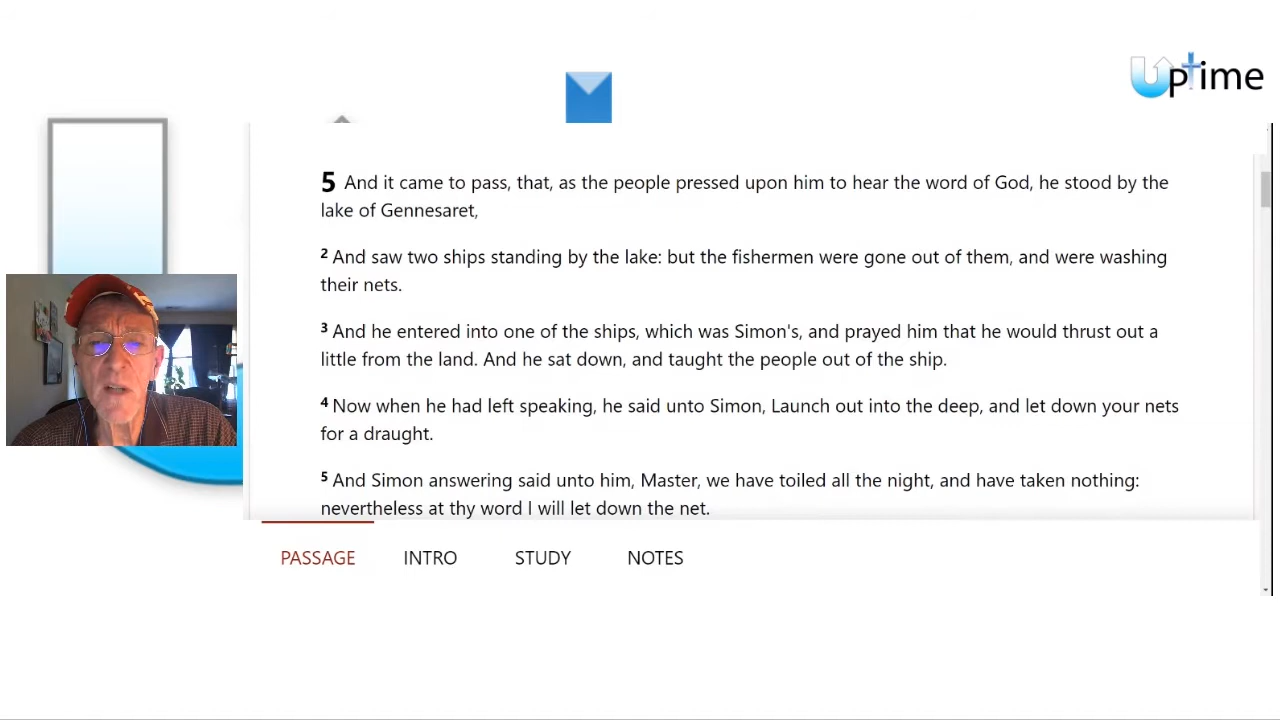 Uptime
5 And it came to pass, that, as the people pressed upon him to hear the word of God, he stood by the
lake of Gennesaret,
2 And saw two ships standing by the lake: but the fishermen were gone out of them, and were washing
their nets.
3 And he entered into one of the ships, which was Simon's, and prayed him that he would thrust out a
little from the land. And he sat down, and taught the people out of the ship.
4 Now when he had left speaking, he said unto Simon, Launch out into the deep, and let down your nets
for a draught.
5 And Simon answering said unto him, Master, we have toiled all the night, and have taken nothing:
nevertheless at thy word I will let down the net.
PASSAGE INTRO STUDY NOTES